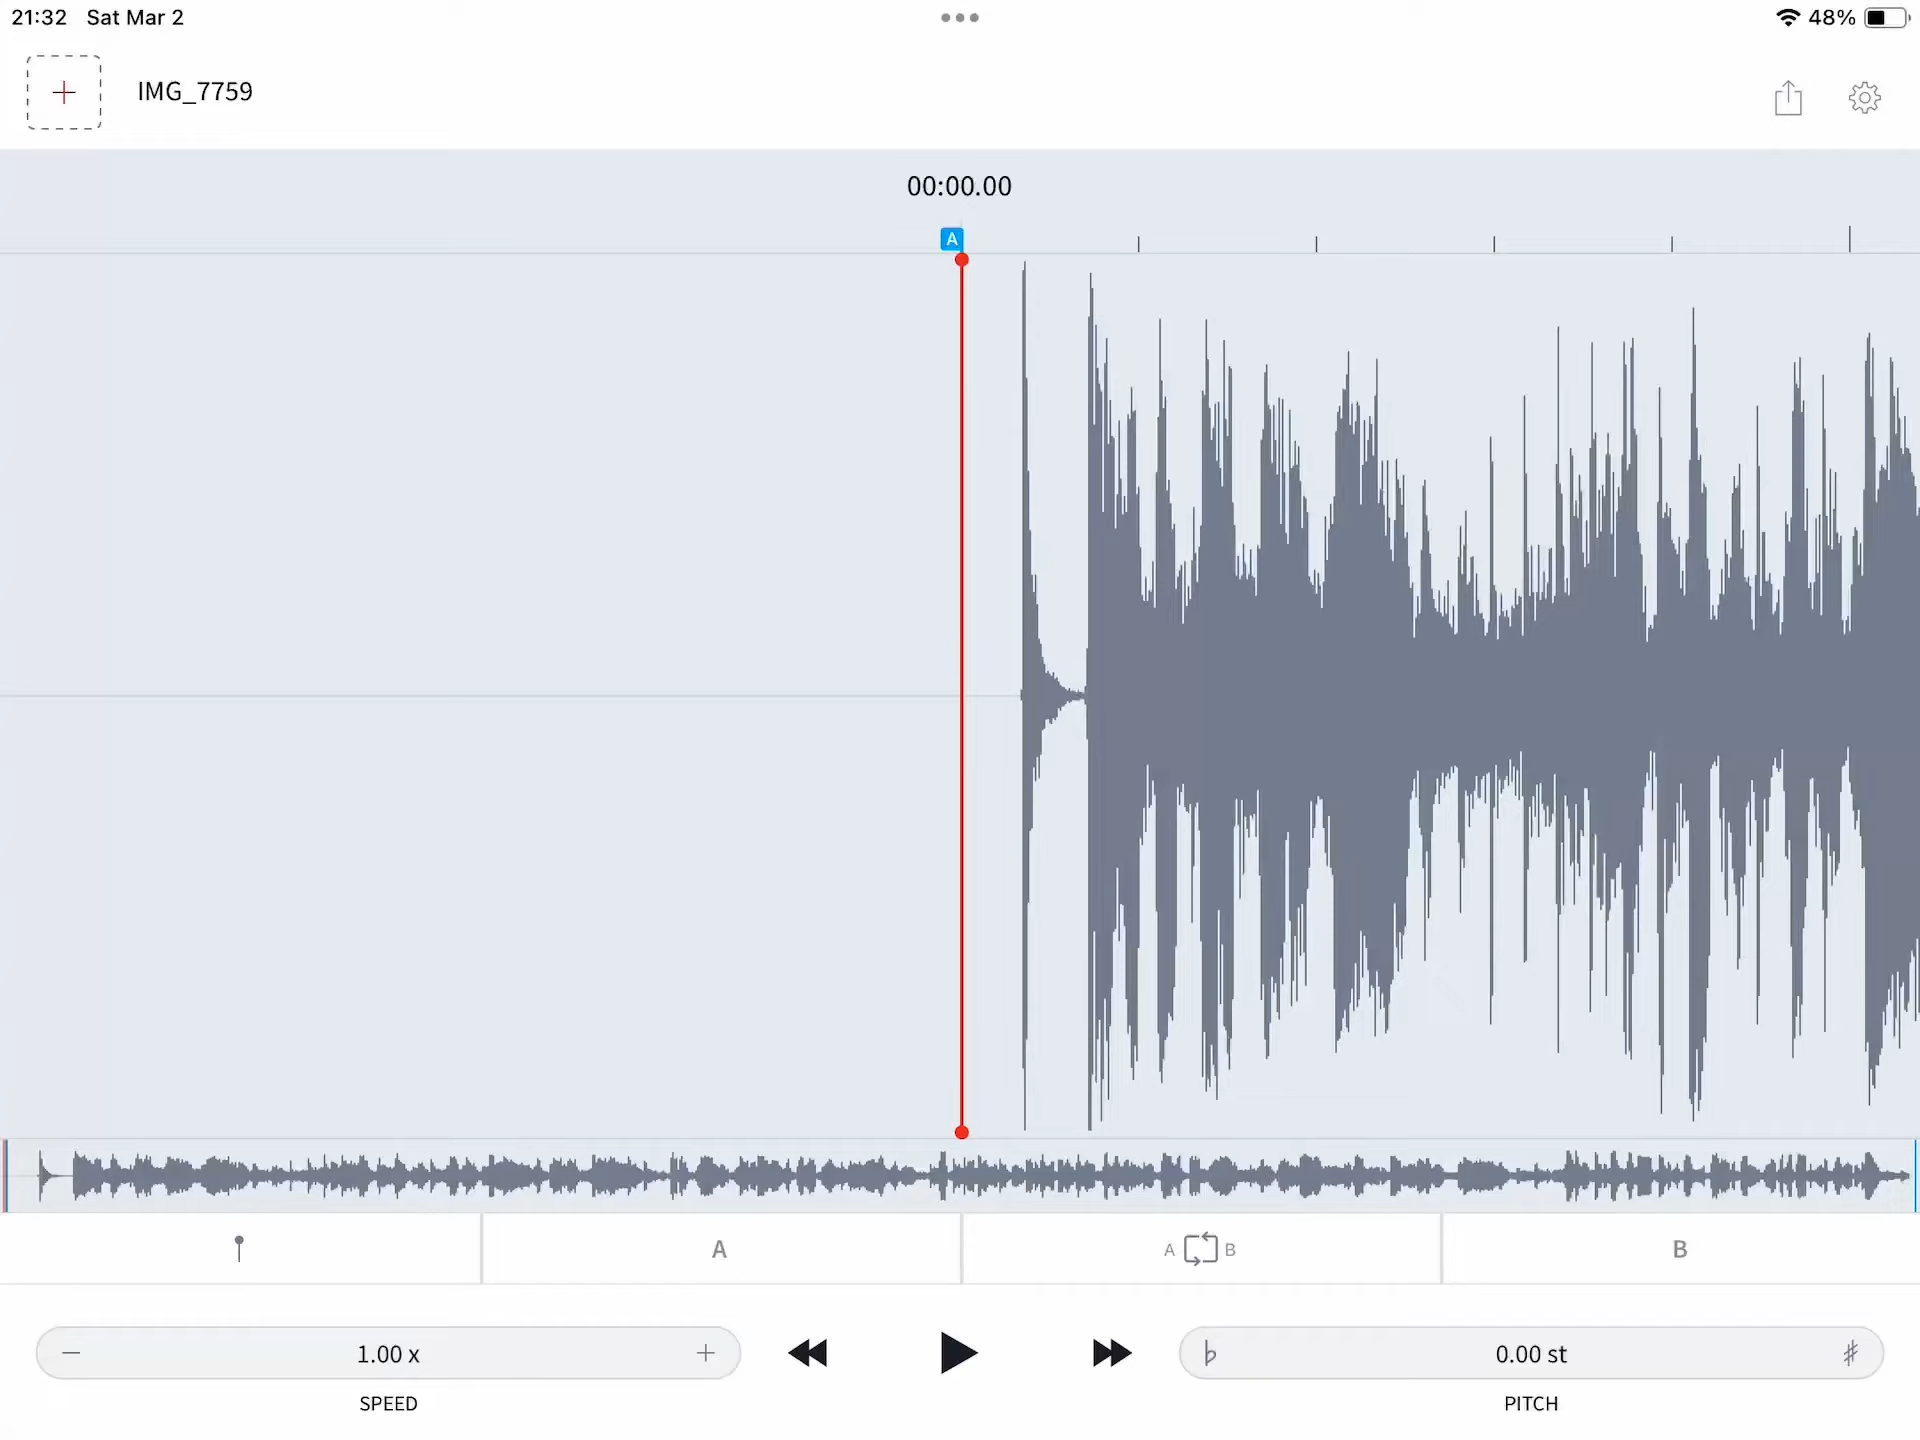 21:32 Sat Mar 2
48%
IMG_7759
00:00.00
A
A
A B
B
1.00 x
0.00 st
SPEED
PITCH